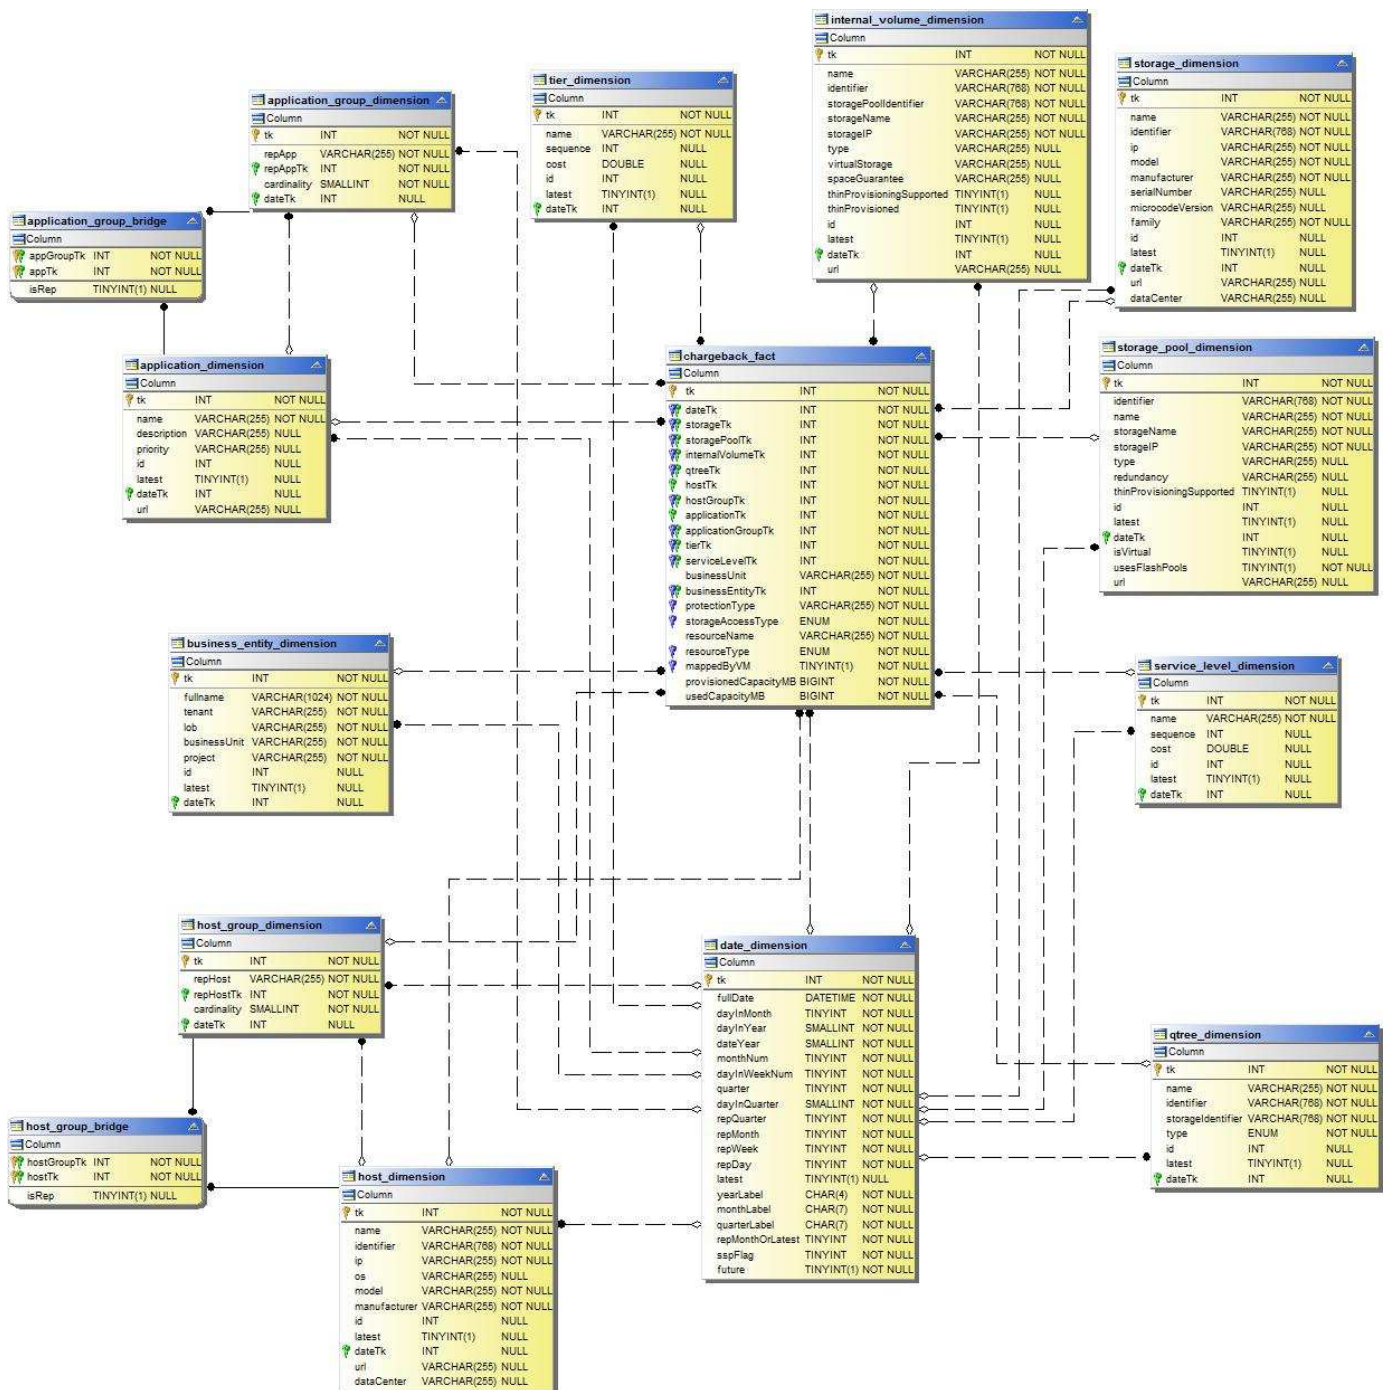 internal_volume_dimension
Column
tk INT NOT NULL
name VARCHAR(255) NOT NULL
identifier VARCHAR(768) NOT NULL
storagePoolIdentifier VARCHAR(768) NOT NULL
storageName VARCHAR(255) NOT NULL
storageIP VARCHAR(255) NOT NULL
type VARCHAR(255) NULL
virtualStorage VARCHAR(255) NULL
spaceGuarantee VARCHAR(255) NULL
thinProvisioningSupported TINYINT(1) NULL
thinProvisioned TINYINT(1) NULL
id INT NULL
latest TINYINT(1) NULL
dateTk INT NULL
url VARCHAR(255) NULL
storage_dimension
Column
tk INT NOT NULL
name VARCHAR(255) NOT NULL
identifier VARCHAR(768) NOT NULL
ip VARCHAR(255) NOT NULL
model VARCHAR(255) NOT NULL
manufacturer VARCHAR(255) NOT NULL
serialNumber VARCHAR(255) NULL
microcodeVersion VARCHAR(255) NULL
family VARCHAR(255) NOT NULL
id INT NULL
latest TINYINT(1) NULL
dateTk INT NULL
url VARCHAR(255) NULL
dataCenter VARCHAR(255) NULL
tier_dimension
Column
tk INT NOT NULL
name VARCHAR(255) NOT NULL
sequence INT NULL
cost DOUBLE NULL
id INT NULL
latest TINYINT(1) NULL
dateTk INT NULL
application_group_dimension
Column
tk INT NOT NULL
repApp VARCHAR(255) NOT NULL
repAppTk INT NOT NULL
cardinality SMALLINT NOT NULL
dateTk INT NULL
application_group_bridge
Column
appGroupTk INT NOT NULL
appTk INT NOT NULL
isRep TINYINT(1) NULL
application_dimension
Column
tk INT NOT NULL
name VARCHAR(255) NOT NULL
description VARCHAR(255) NULL
priority VARCHAR(255) NULL
id INT NULL
latest TINYINT(1) NULL
dateTk INT NULL
url VARCHAR(255) NULL
chargeback_fact
Column
tk INT NOT NULL
dateTk INT NOT NULL
storageTk INT NOT NULL
storagePoolTk INT NOT NULL
internalVolumeTk INT NOT NULL
qtreeTk INT NOT NULL
hostTk INT NOT NULL
hostGroupTk INT NOT NULL
applicationTk INT NOT NULL
applicationGroupTk INT NOT NULL
tierTk INT NOT NULL
serviceLevelTk INT NOT NULL
businessUnit VARCHAR(255) NOT NULL
businessEntityTk INT NOT NULL
protectionType VARCHAR(255) NOT NULL
storageAccessType ENUM NOT NULL
resourceName VARCHAR(255) NOT NULL
resourceType ENUM NOT NULL
mappedByVM TINYINT(1) NOT NULL
provisionedCapacityMB BIGINT NOT NULL
usedCapacityMB BIGINT NOT NULL
storage_pool_dimension
Column
tk INT NOT NULL
identifier VARCHAR(768) NOT NULL
name VARCHAR(255) NOT NULL
storageName VARCHAR(255) NOT NULL
storageIP VARCHAR(255) NOT NULL
type VARCHAR(255) NULL
redundancy VARCHAR(255) NULL
thinProvisioningSupported TINYINT(1) NULL
id INT NULL
latest TINYINT(1) NULL
dateTk INT NULL
isVirtual TINYINT(1) NULL
usesFlashPools TINYINT(1) NOT NULL
url VARCHAR(255) NULL
business_entity_dimension
Column
tk INT NOT NULL
fullname VARCHAR(1024) NOT NULL
tenant VARCHAR(255) NOT NULL
lob VARCHAR(255) NOT NULL
businessUnit VARCHAR(255) NOT NULL
project VARCHAR(255) NOT NULL
id INT NULL
latest TINYINT(1) NULL
dateTk INT NULL
service_level_dimension
Column
tk INT NOT NULL
name VARCHAR(255) NOT NULL
sequence INT NULL
cost DOUBLE NULL
id INT NULL
latest TINYINT(1) NULL
dateTk INT NULL
host_group_dimension
Column
tk INT NOT NULL
repHost VARCHAR(255) NOT NULL
repHostTk INT NOT NULL
cardinality SMALLINT NOT NULL
dateTk INT NULL
date_dimension
Column
tk INT NOT NULL
fullDate DATETIME NOT NULL
dayInMonth TINYINT NOT NULL
dayInYear SMALLINT NOT NULL
dateYear SMALLINT NOT NULL
monthNum TINYINT NOT NULL
dayInWeekNum TINYINT NOT NULL
quarter TINYINT NOT NULL
dayInQuarter SMALLINT NOT NULL
repQuarter TINYINT NOT NULL
repMonth TINYINT NOT NULL
repWeek TINYINT NOT NULL
repDay TINYINT NOT NULL
latest TINYINT(1) NULL
yearLabel CHAR(4) NOT NULL
monthLabel CHAR(7) NOT NULL
quarterLabel CHAR(7) NOT NULL
repMonthOrLatest TINYINT NOT NULL
sspFlag TINYINT NOT NULL
future TINYINT(1) NOT NULL
qtree_dimension
Column
tk INT NOT NULL
name VARCHAR(255) NOT NULL
identifier VARCHAR(768) NOT NULL
storageIdentifier VARCHAR(768) NOT NULL
type ENUM NOT NULL
id INT NULL
latest TINYINT(1) NULL
dateTk INT NULL
host_group_bridge
Column
hostGroupTk INT NOT NULL
hostTk INT NOT NULL
isRep TINYINT(1) NULL
host_dimension
Column
tk INT NOT NULL
name VARCHAR(255) NOT NULL
identifier VARCHAR(768) NOT NULL
ip VARCHAR(255) NOT NULL
os VARCHAR(255) NULL
model VARCHAR(255) NOT NULL
manufacturer VARCHAR(255) NOT NULL
id INT NULL
latest TINYINT(1) NULL
dateTk INT NULL
url VARCHAR(255) NULL
dataCenter VARCHAR(255) NULL